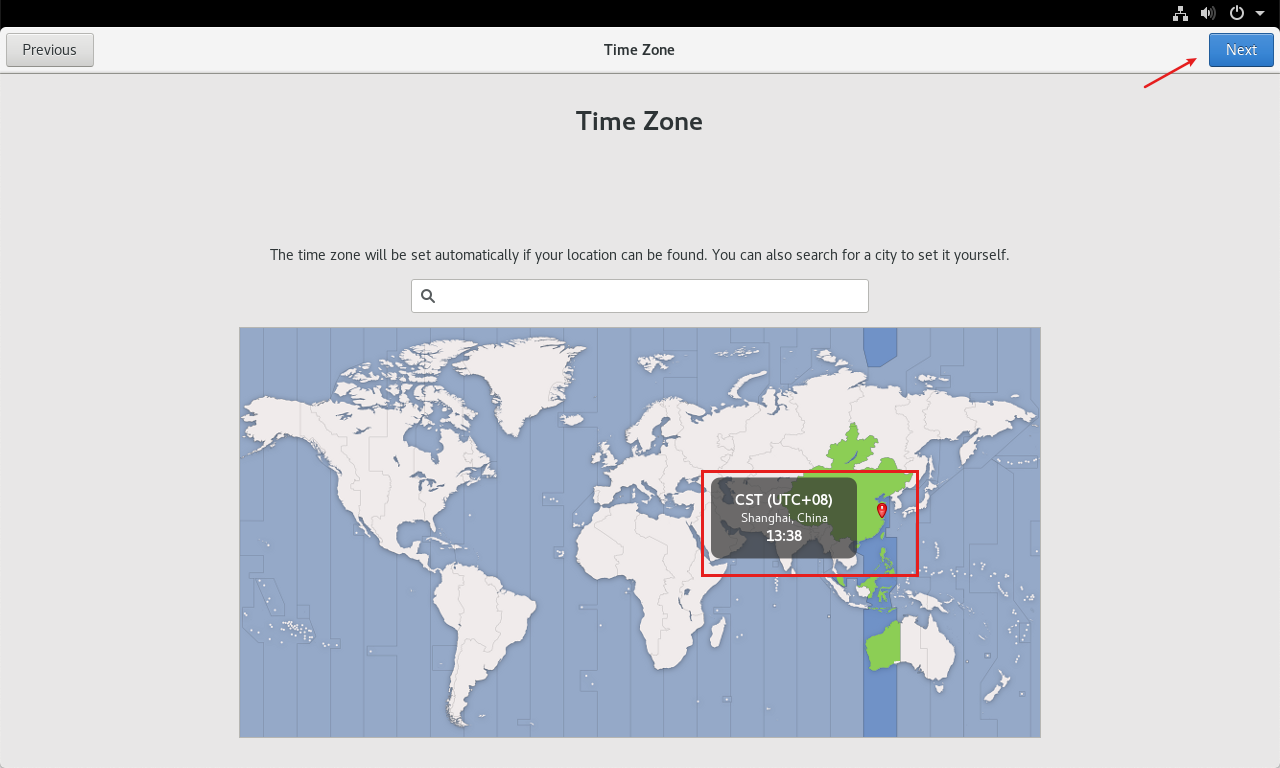 Previous
Time Zone
Next
Time Zone
The time zone will be set automatically if your location can be found. You can also search for a city to set it yourself.
CST (UTC+08)
Shanghai, China
13:38